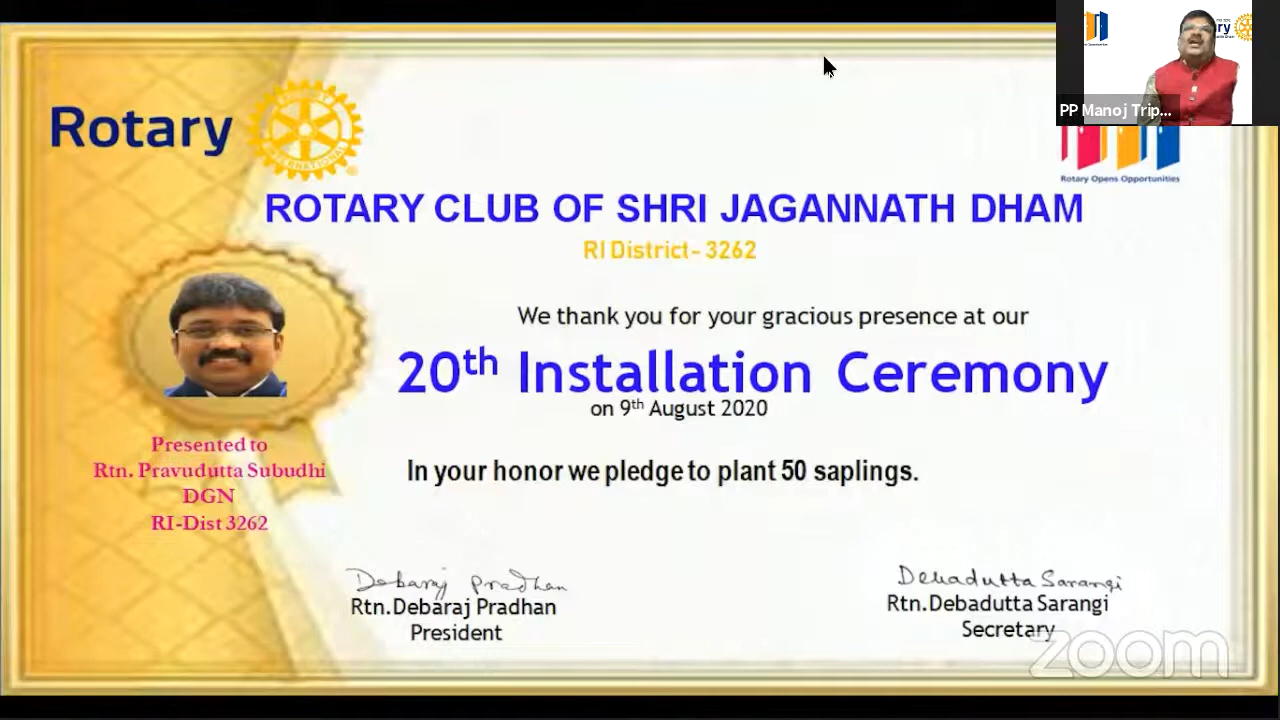 PP Manoj Trip...
Rotary
Rotary Opens Opportunities
ROTARY CLUB OF SHRI JAGANNATH DHAM
RI District- 3262
We thank you for your gracious presence at our
20th Installation Ceremony
on 9th August 2020
Presented to
Rtn. Pravudutta Subudhi
DGN
RI-Dist 3262
In your honor we pledge to plant 50 saplings.
Debaraj Pradhan
Rtn.Debaraj Pradhan
President
Debadutta Sarangi
Rtn.Debadutta Sarangi
Secretary
zoom